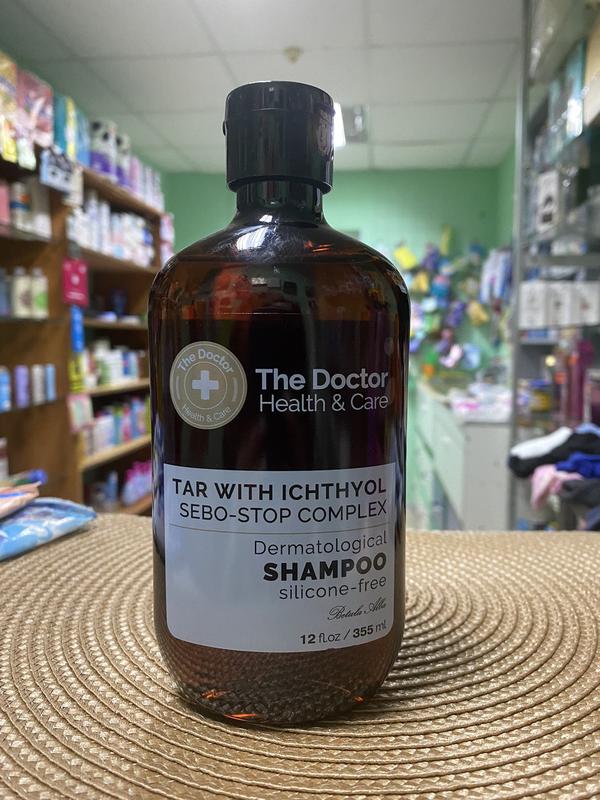 The Doctor
Health & Care
The Doctor
Health & Care
TAR WITH ICHTHYOL
SEBO-STOP COMPLEX
Dermatological
SHAMPOO
silicone-free
Betula Alba
12 fl.oz / 355 ml